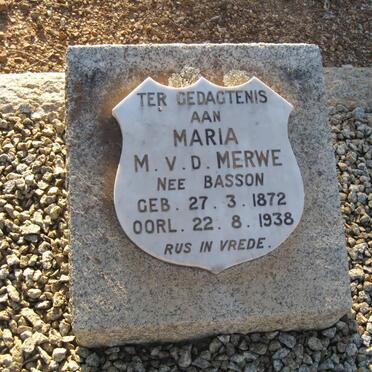 TER GEDAGTENIS
AAN
MARIA
M. V. D. MERWE
NEE BASSON
GEB. 27. 3. 1872
OORL. 22. 8. 1938
RUS IN VREDE.